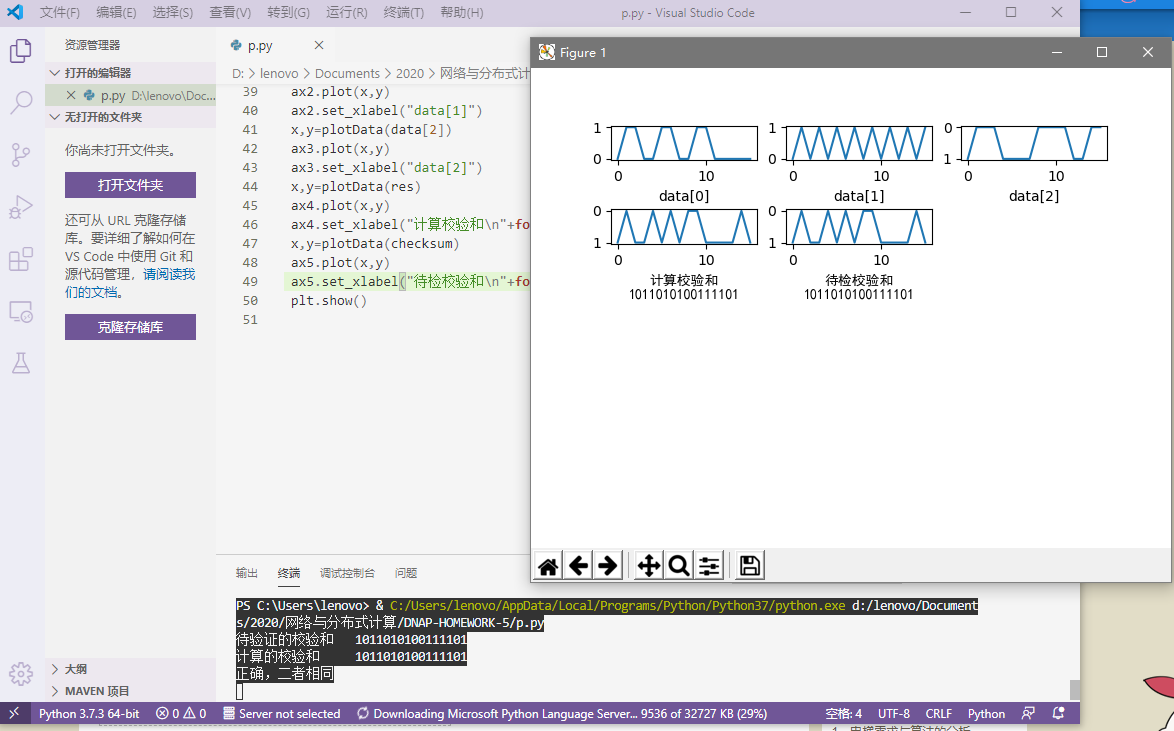 文件(F) 编辑(E) 选择(S) 查看(V) 转到(G) 运行(R) 终端(T) 帮助(H) p.py - Visual Studio Code
资源管理器
打开的编辑器
p.py D:\lenovo\Doc...
无打开的文件夹
你尚未打开文件夹。
打开文件夹
还可从 URL 克隆存储
库。要详细了解如何在
VS Code 中使用 Git 和
源代码管理，请阅读我
们的文档。
克隆存储库
大纲
MAVEN 项目
p.py
D: > lenovo > Documents > 2020 > 网络与分布式计
39 ax2.plot(x,y)
40 ax2.set_xlabel("data[1]")
41 x,y=plotData(data[2])
42 ax3.plot(x,y)
43 ax3.set_xlabel("data[2]")
44 x,y=plotData(res)
45 ax4.plot(x,y)
46 ax4.set_xlabel("计算校验和\n"+fo
47 x,y=plotData(checksum)
48 ax5.plot(x,y)
49 ax5.set_xlabel("待检校验和\n"+fo
50 plt.show()
51
Figure 1
1 1 0
0 0 1
0 10 0 10 0 10
data[0] data[1] data[2]
0 0
1 1
0 10 0 10
计算校验和 待检校验和
1011010100111101 1011010100111101
输出 终端 调试控制台 问题
PS C:\Users\lenovo> & C:/Users/lenovo/AppData/Local/Programs/Python/Python37/python.exe d:/lenovo/Document
s/2020/网络与分布式计算/DNAP-HOMEWORK-5/p.py
待验证的校验和 1011010100111101
计算的校验和 1011010100111101
正确，二者相同
Python 3.7.3 64-bit 0 0 Server not selected Downloading Microsoft Python Language Server... 9536 of 32727 KB (29%) 空格: 4 UTF-8 CRLF Python